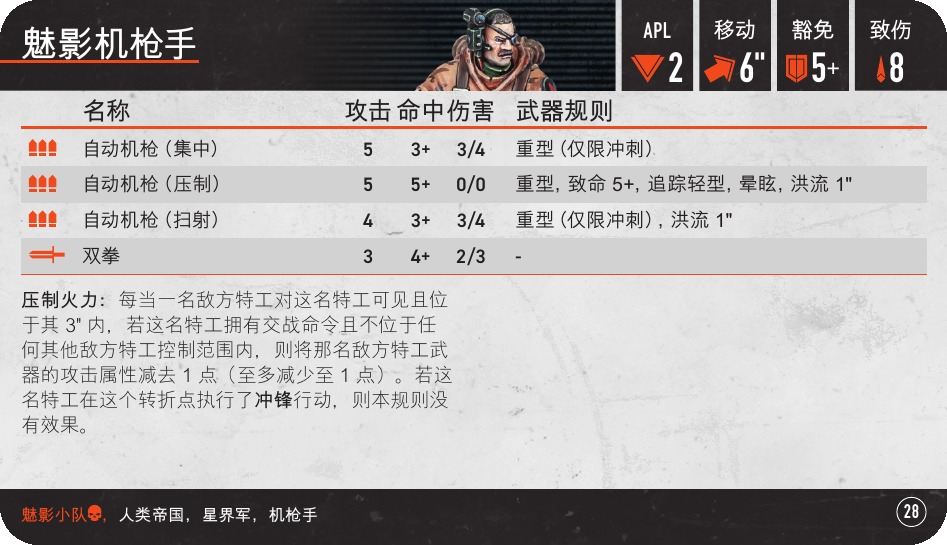 魅影机枪手
APL 移动 豁免 致伤
2 6" 5+ 8
名称 攻击 命中 伤害 武器规则
自动机枪（集中） 5 3+ 3/4 重型（仅限冲刺）
自动机枪（压制） 5 5+ 0/0 重型, 致命 5+, 追踪轻型, 晕眩, 洪流 1"
自动机枪（扫射） 4 3+ 3/4 重型（仅限冲刺）, 洪流 1"
双拳 3 4+ 2/3 -
压制火力：每当一名敌方特工对这名特工可见且位
于其 3" 内，若这名特工拥有交战命令且不位于任
何其他敌方特工控制范围内，则将那名敌方特工武
器的攻击属性减去 1 点（至多减少至 1 点）。若这
名特工在这个转折点执行了冲锋行动，则本规则没
有效果。
魅影小队，人类帝国，星界军，机枪手
28